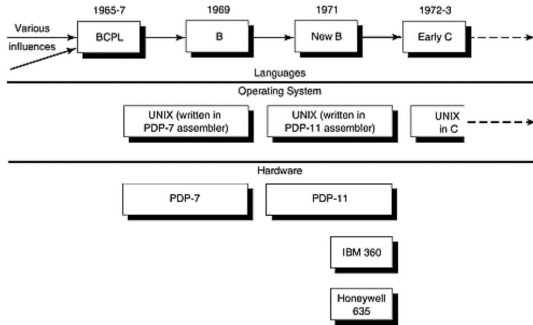 1965-7
1969
1971
1972-3
Various
influences
BCPL
B
New B
Early C
Languages
Operating System
UNIX (written in
PDP-7 assembler)
UNIX (written in
PDP-11 assembler)
UNIX
in C
Hardware
PDP-7
PDP-11
IBM 360
Honeywell
635